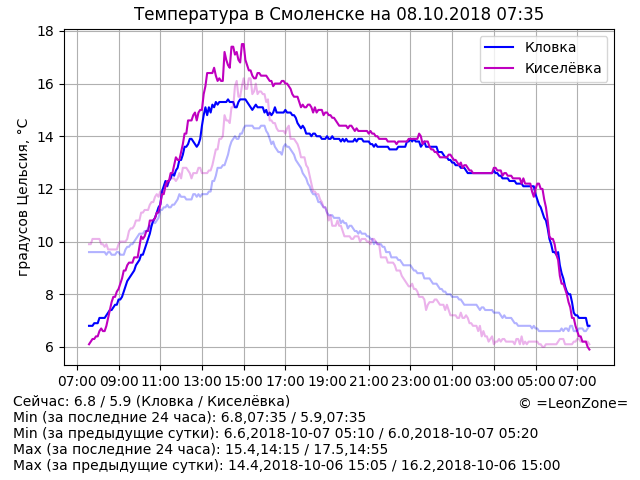 Температура в Смоленске на 08.10.2018 07:35
18
16
14
12
10
8
6
градусов Цельсия, °C
Кловка
Киселёвка
07:00 09:00 11:00 13:00 15:00 17:00 19:00 21:00 23:00 01:00 03:00 05:00 07:00
Сейчас: 6.8 / 5.9 (Кловка / Киселёвка)
© =LeonZone=
Min (за последние 24 часа): 6.8,07:35 / 5.9,07:35
Min (за предыдущие сутки): 6.6,2018-10-07 05:10 / 6.0,2018-10-07 05:20
Max (за последние 24 часа): 15.4,14:15 / 17.5,14:55
Max (за предыдущие сутки): 14.4,2018-10-06 15:05 / 16.2,2018-10-06 15:00